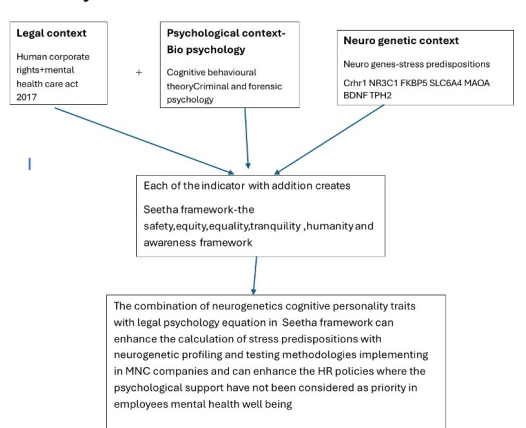 Legal context
Human corporate
rights+mental
health care act
2017
+
Psychological context-
Bio psychology
Cognitive behavioural
theoryCriminal and forensic
psychology
Neuro genetic context
Neuro genes-stress predispositions
Crhr1 NR3C1 FKBP5 SLC6A4 MAOA
BDNF TPH2
Each of the indicator with addition creates
Seetha framework-the
safety,equity,equality,tranquility ,humanity and
awareness framework
The combination of neurogenetics cognitive personality traits
with legal psychology equation in Seetha framework can
enhance the calculation of stress predispositions with
neurogenetic profiling and testing methodologies implementing
in MNC companies and can enhance the HR policies where the
psychological support have not been considered as priority in
employees mental health well being